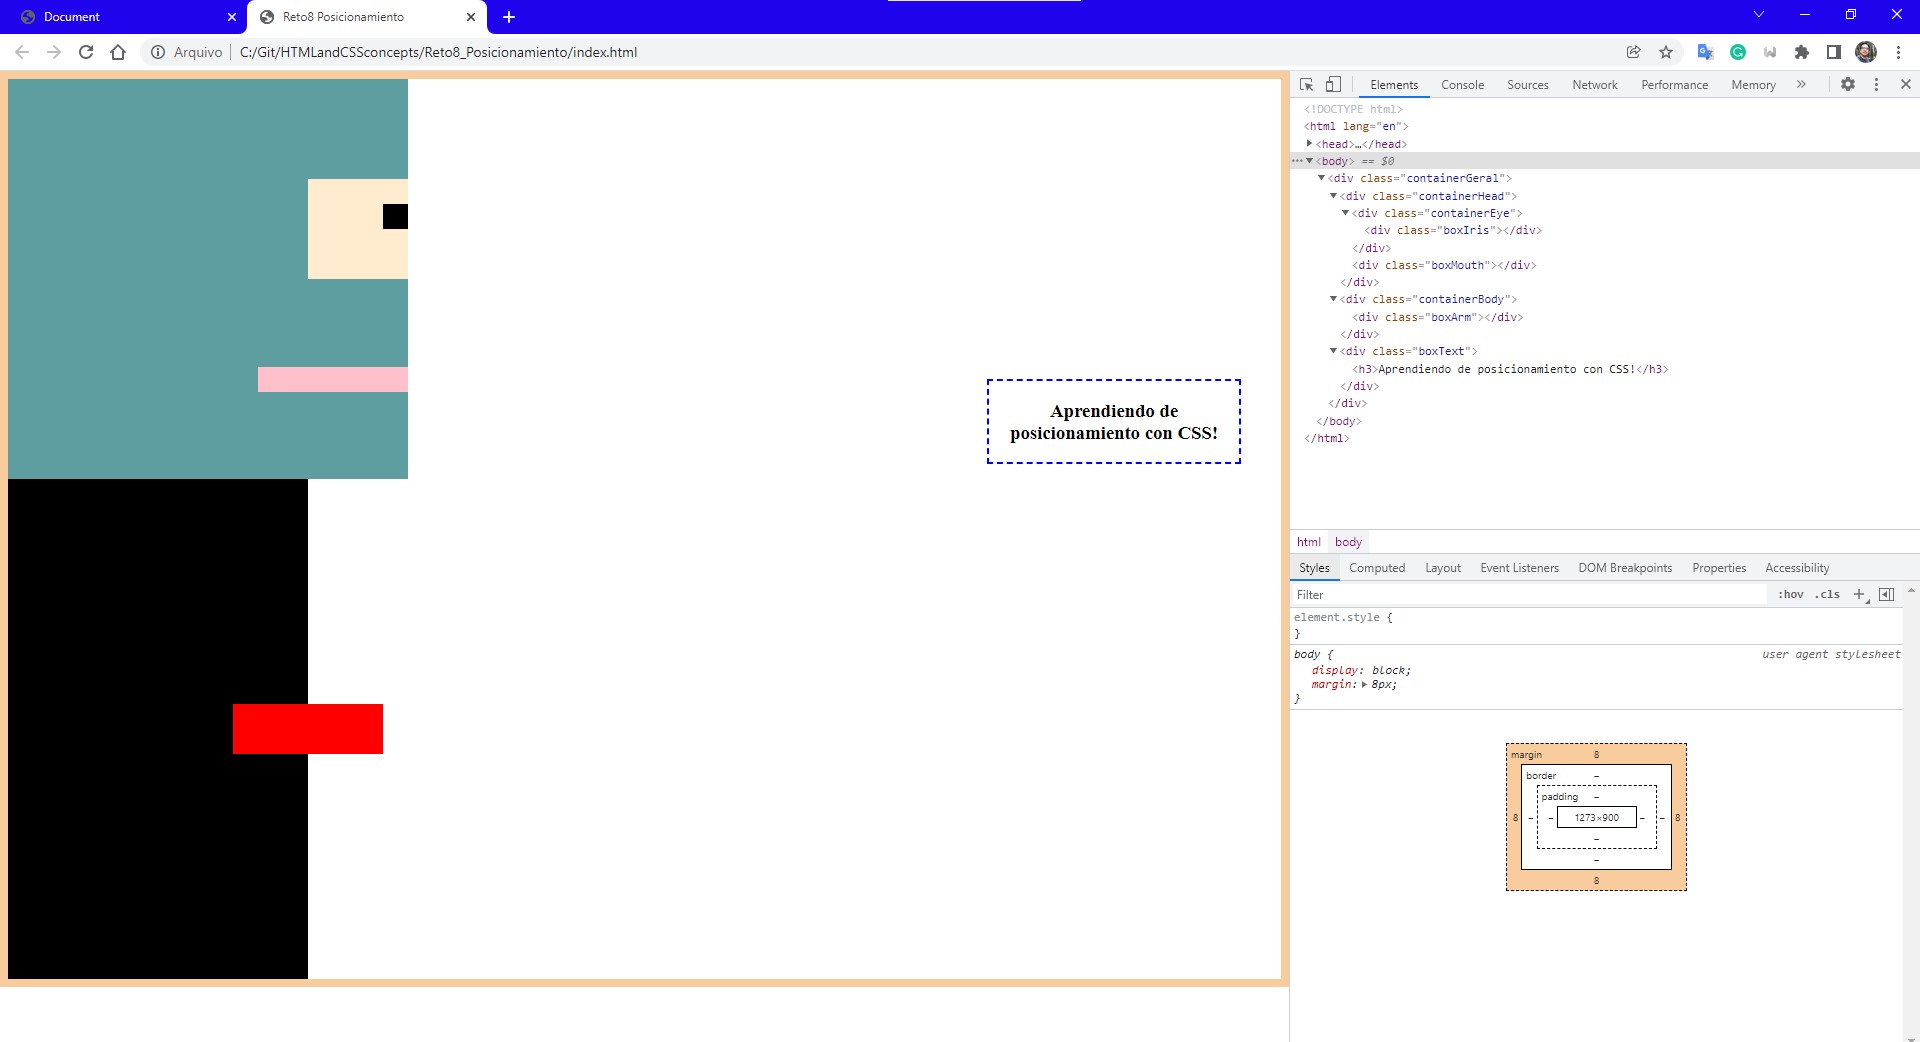 Document
Reto8 Posicionamiento
Arquivo | C:/Git/HTMLandCSSconcepts/Reto8_Posicionamiento/index.html
Aprendiendo de
posicionamiento con CSS!
Elements Console Sources Network Performance Memory »
<!DOCTYPE html>
<html lang="en">
<head>…</head>
<body> == $0
<div class="containerGeral">
<div class="containerHead">
<div class="containerEye">
<div class="boxIris"></div>
</div>
<div class="boxMouth"></div>
</div>
<div class="containerBody">
<div class="boxArm"></div>
</div>
<div class="boxText">
<h3>Aprendiendo de posicionamiento con CSS!</h3>
</div>
</div>
</body>
</html>
html body
Styles Computed Layout Event Listeners DOM Breakpoints Properties Accessibility
Filter :hov .cls +
element.style {
}
body { user agent stylesheet
display: block;
margin: 8px;
}
margin 8
border –
padding –
8 – – 1273×900 – – 8
–
–
8